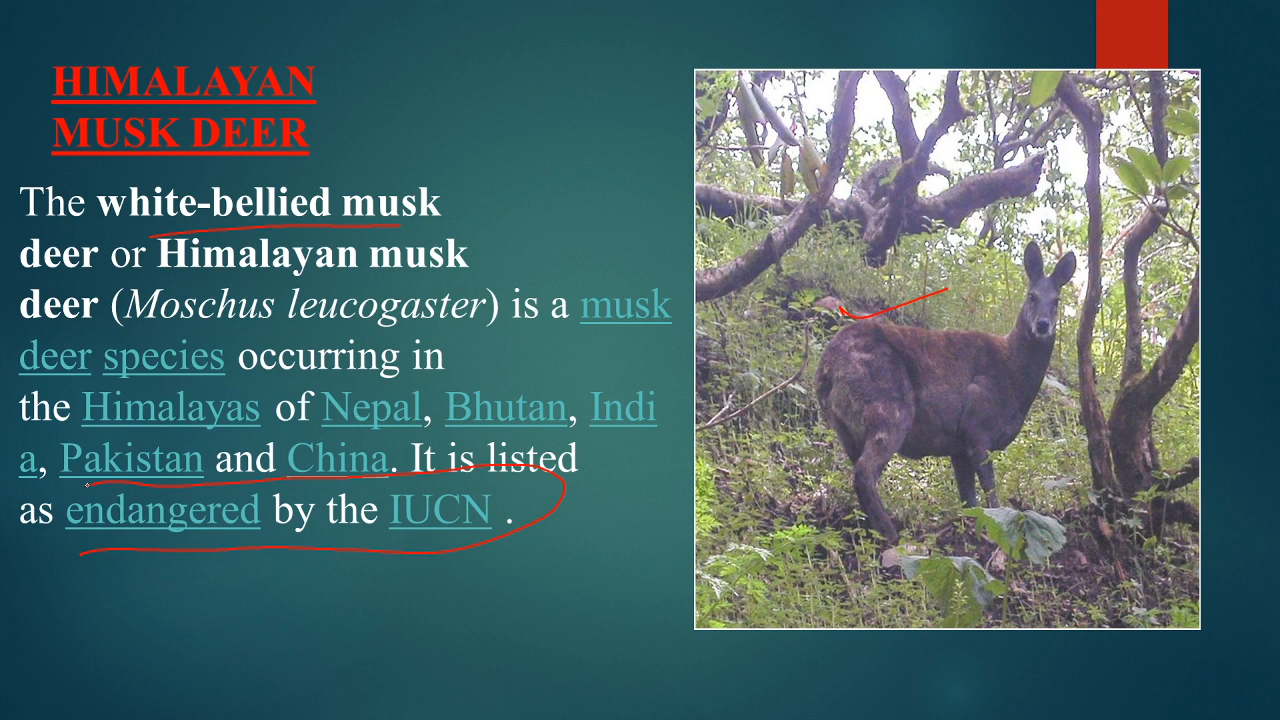 HIMALAYAN
MUSK DEER
The white-bellied musk
deer or Himalayan musk
deer (Moschus leucogaster) is a musk
deer species occurring in
the Himalayas of Nepal, Bhutan, Indi
a, Pakistan and China. It is listed
as endangered by the IUCN .